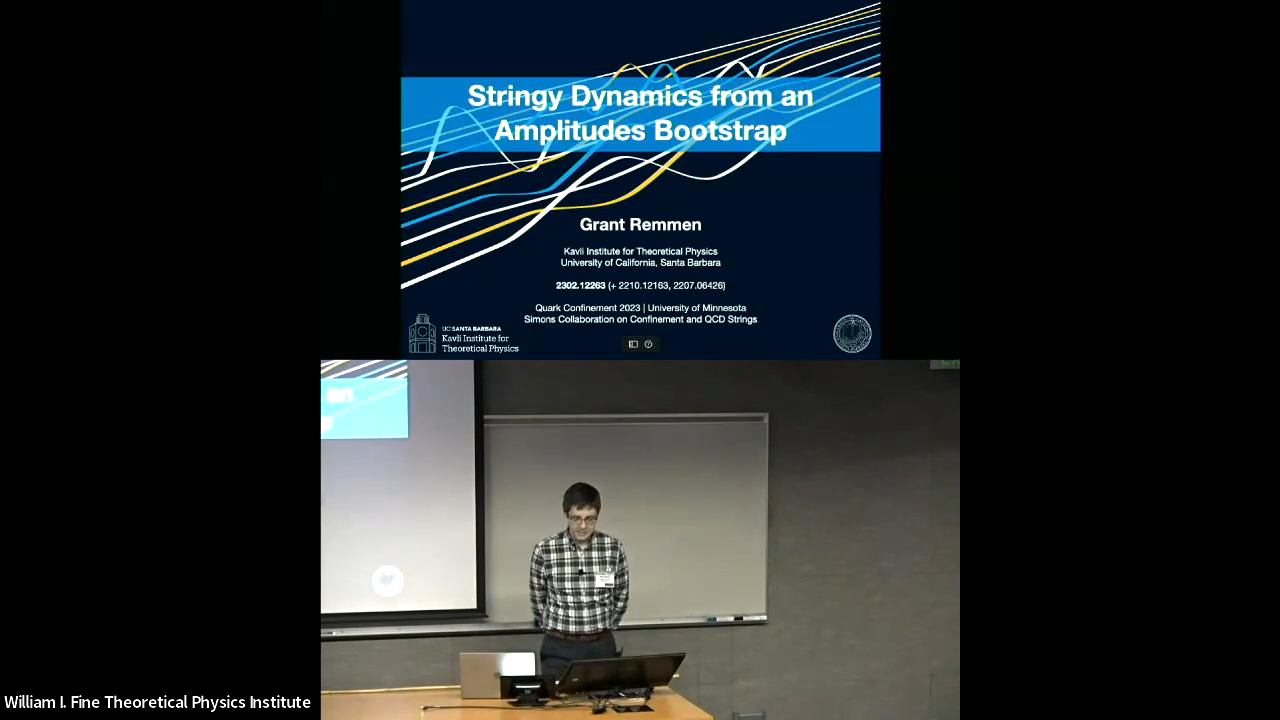 Stringy Dynamics from an
Amplitudes Bootstrap
Grant Remmen
Kavli Institute for Theoretical Physics
University of California, Santa Barbara
2302.12263 (+ 2210.12163, 2207.06426)
Quark Confinement 2023 | University of Minnesota
Simons Collaboration on Confinement and QCD Strings
UC SANTA BARBARA
Kavli Institute for
Theoretical Physics
an
William I. Fine Theoretical Physics Institute